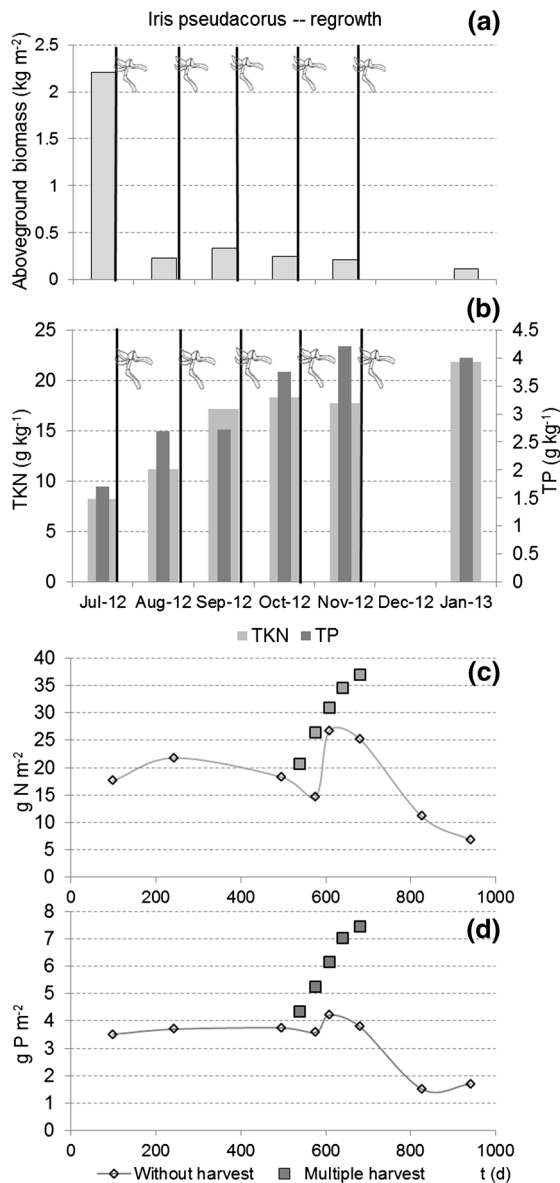 Iris pseudacorus -- regrowth
(a)
Aboveground biomass (kg m⁻²)
2.5
2
1.5
1
0.5
0
(b)
TKN (g kg⁻¹)
25
20
15
10
5
0
4.5
4
3.5
3
2.5
2
1.5
1
0.5
0
TP (g kg⁻¹)
Jul-12 Aug-12 Sep-12 Oct-12 Nov-12 Dec-12 Jan-13
TKN TP
(c)
g N m⁻²
40
35
30
25
20
15
10
5
0
0 200 400 600 800 1000
(d)
g P m⁻²
8
7
6
5
4
3
2
1
0
0 200 400 600 800 1000
Without harvest Multiple harvest t (d)